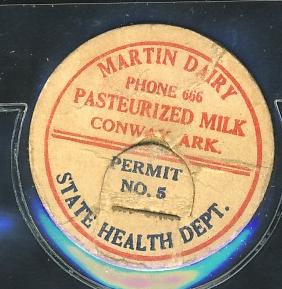 MARTIN DAIRY
PHONE 666
PASTEURIZED MILK
CONWAY, ARK.
PERMIT
NO. 5
STATE HEALTH DEPT.